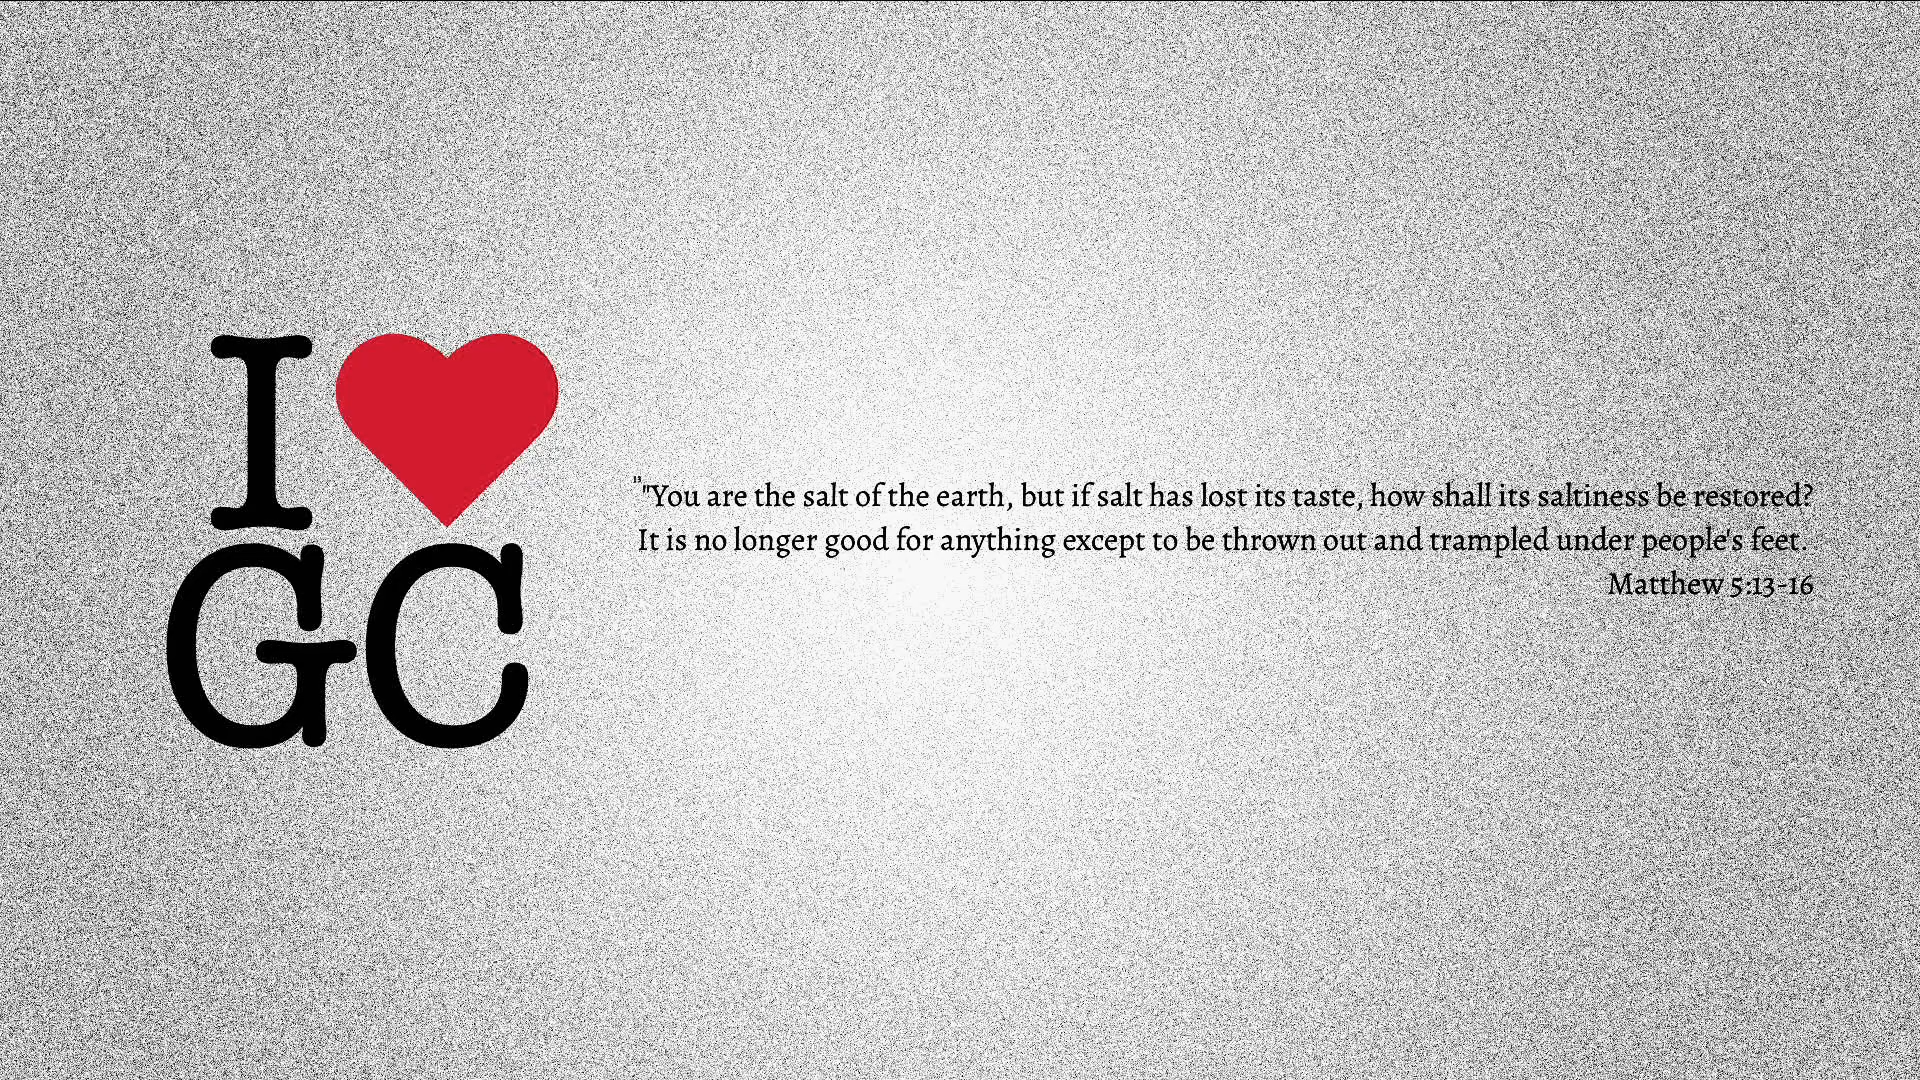 I ❤
GC
""You are the salt of the earth, but if salt has lost its taste, how shall its saltiness be restored?
It is no longer good for anything except to be thrown out and trampled under people's feet.
Matthew 5:13-16